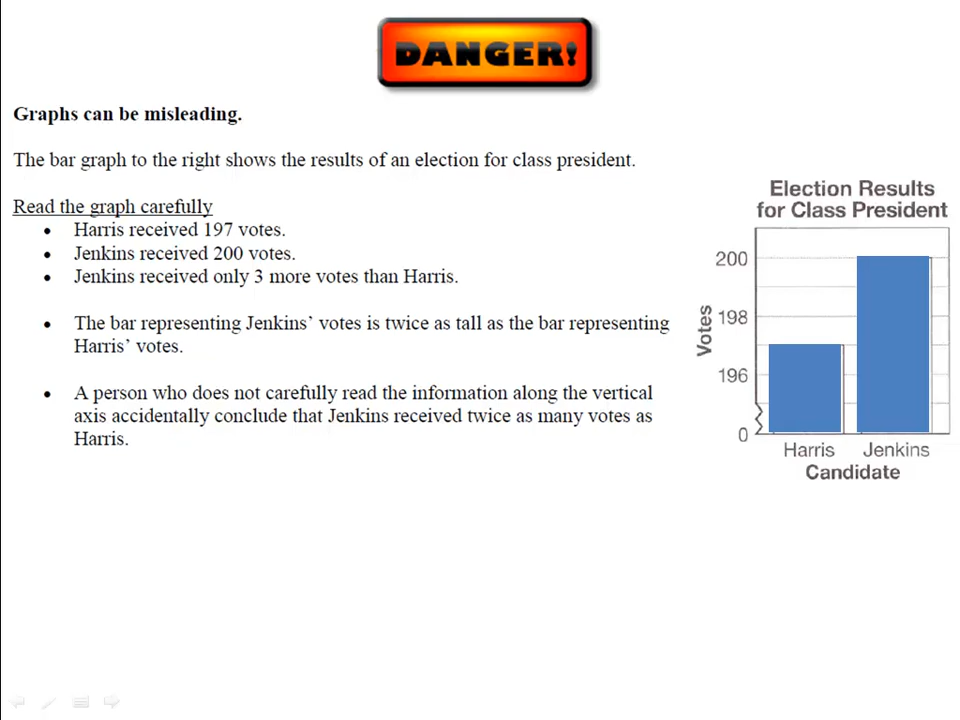 DANGER!
Graphs can be misleading.
The bar graph to the right shows the results of an election for class president.
Read the graph carefully
• Harris received 197 votes.
• Jenkins received 200 votes.
• Jenkins received only 3 more votes than Harris.
• The bar representing Jenkins’ votes is twice as tall as the bar representing
Harris’ votes.
• A person who does not carefully read the information along the vertical
axis accidentally conclude that Jenkins received twice as many votes as
Harris.
Election Results
for Class President
Votes
200
198
196
0
Harris Jenkins
Candidate